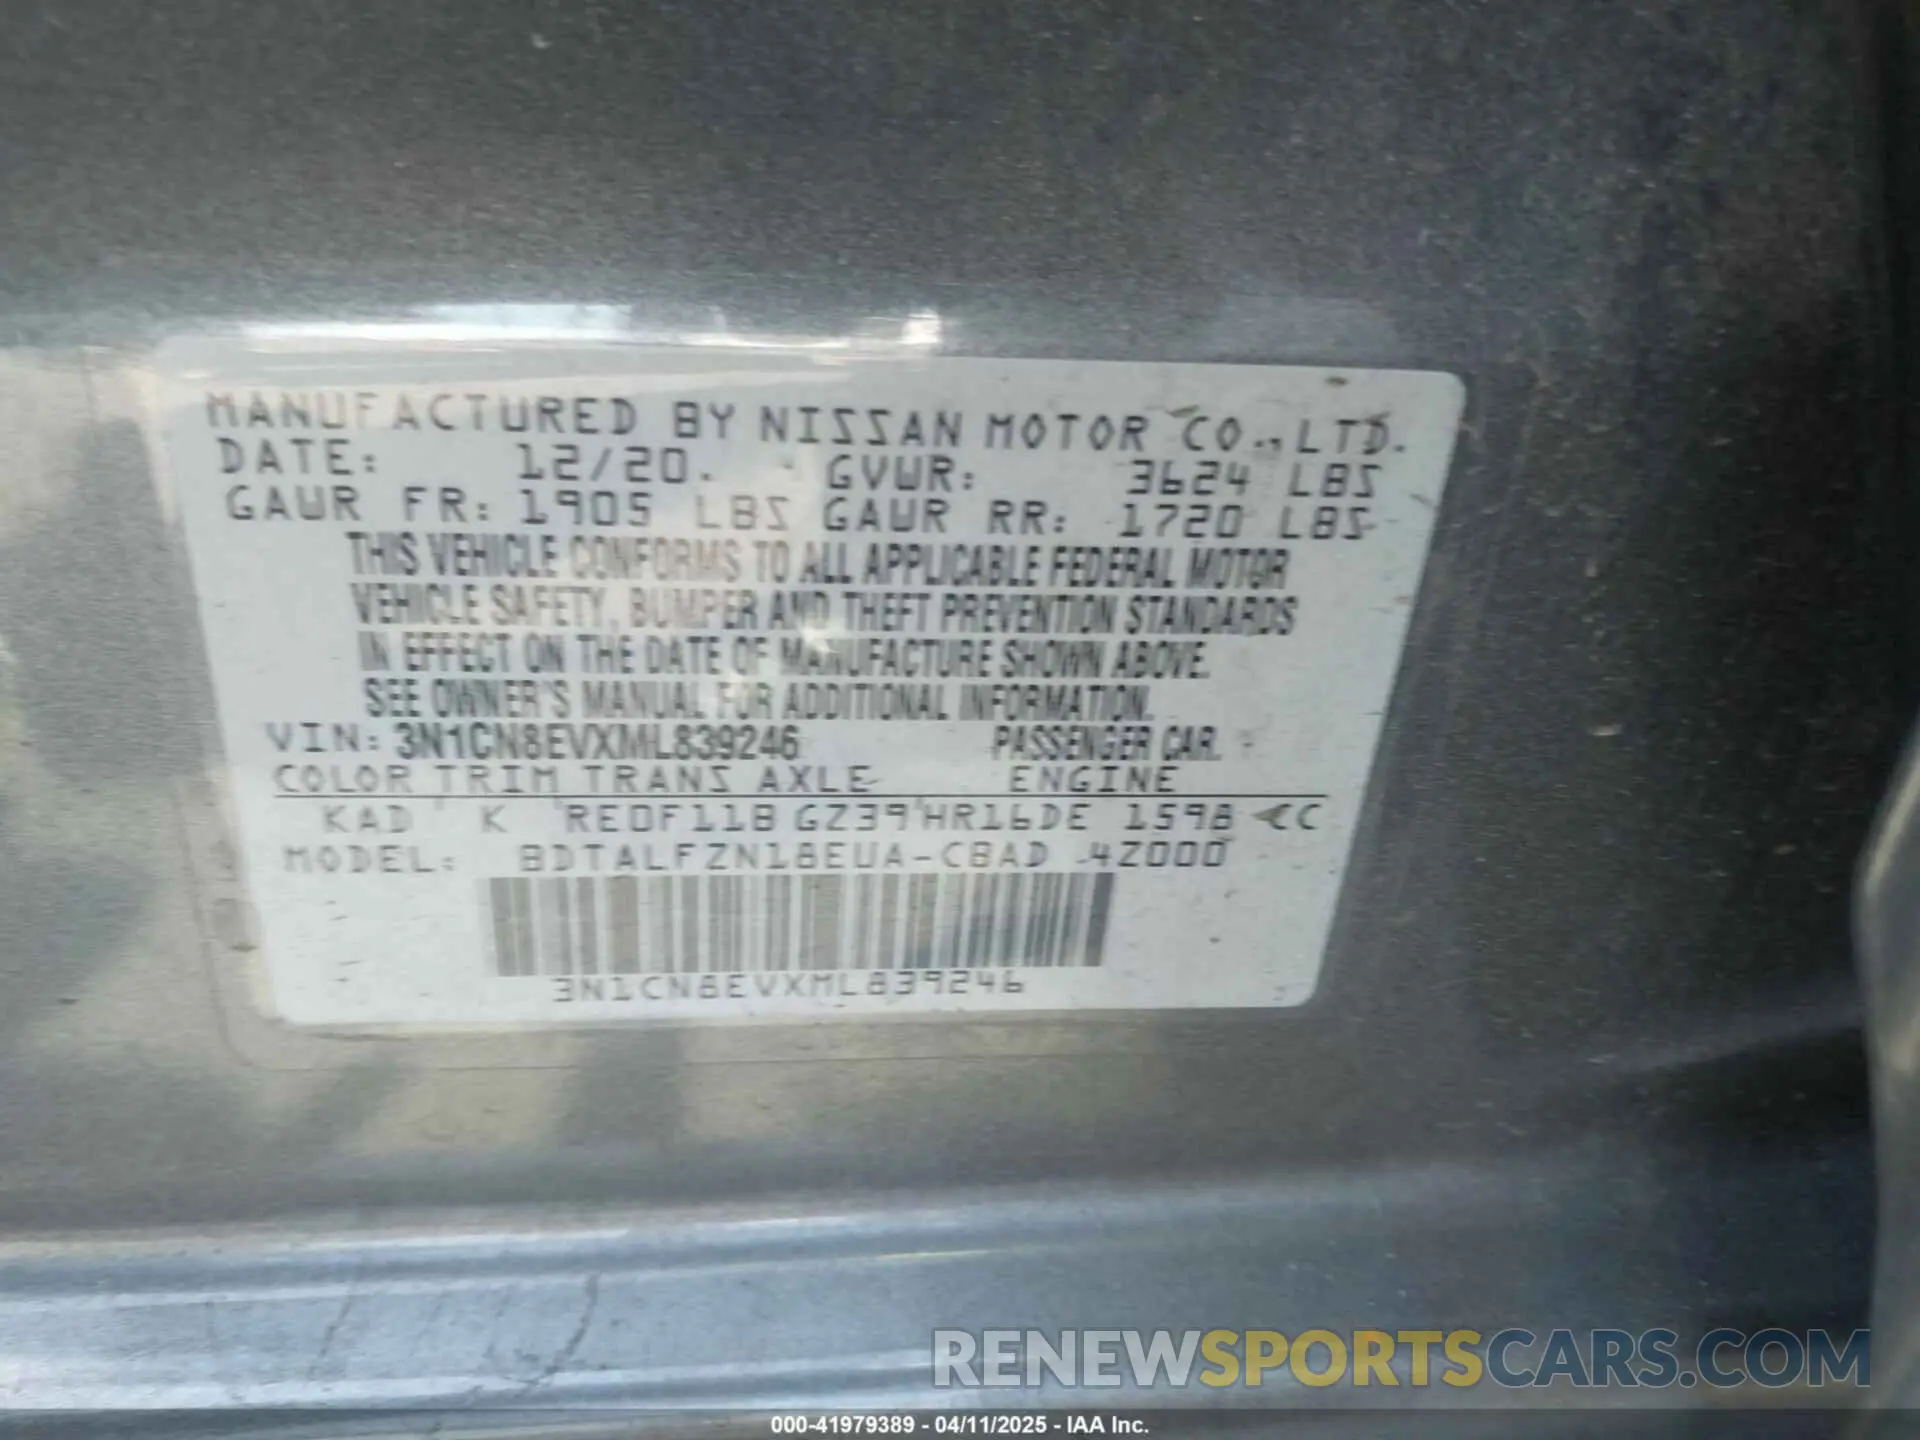 MANUFACTURED BY NISSAN MOTOR CO., LTD.
DATE: 12/20. GVWR: 3624 LBS
GAWR FR: 1905 LBS GAWR RR: 1720 LBS
THIS VEHICLE CONFORMS TO ALL APPLICABLE FEDERAL MOTOR
VEHICLE SAFETY, BUMPER AND THEFT PREVENTION STANDARDS
IN EFFECT ON THE DATE OF MANUFACTURE SHOWN ABOVE.
SEE OWNER'S MANUAL FOR ADDITIONAL INFORMATION.
VIN: 3N1CN8EVXML839246 PASSENGER CAR.
COLOR TRIM TRANS AXLE ENGINE
KAD K RE0F11B GZ39 HR16DE 1598 CC
MODEL: BDTALFZN18EUA-CBAD 4Z000
3N1CN8EVXML839246
RENEWSPORTSCARS.COM
000-41979389 - 04/11/2025 - IAA Inc.